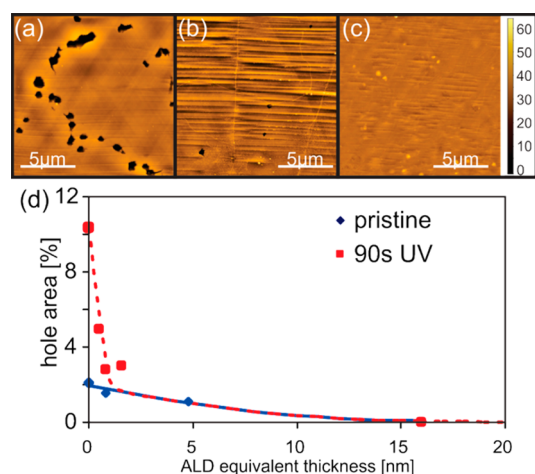 (a) (b) (c)
5µm 5µm 5µm
60
50
40
30
20
10
0
(d)
12
8
4
0
hole area [%]
pristine
90s UV
0 5 10 15 20
ALD equivalent thickness [nm]